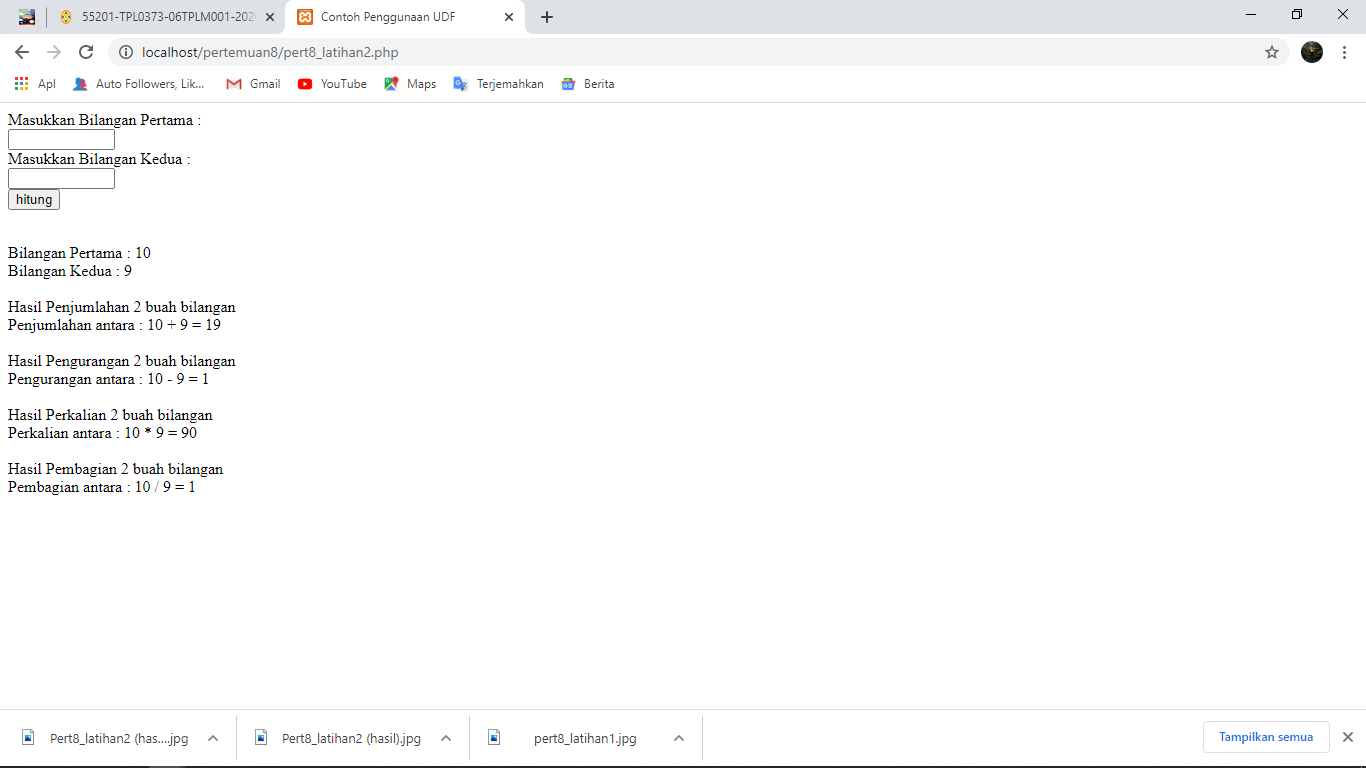 55201-TPL0373-06TPLM001-202
Contoh Penggunaan UDF
localhost/pertemuan8/pert8_latihan2.php
Apl
Auto Followers, Lik...
Gmail
YouTube
Maps
Terjemahkan
Berita
Masukkan Bilangan Pertama :
Masukkan Bilangan Kedua :
hitung
Bilangan Pertama : 10
Bilangan Kedua : 9
Hasil Penjumlahan 2 buah bilangan
Penjumlahan antara : 10 + 9 = 19
Hasil Pengurangan 2 buah bilangan
Pengurangan antara : 10 - 9 = 1
Hasil Perkalian 2 buah bilangan
Perkalian antara : 10 * 9 = 90
Hasil Pembagian 2 buah bilangan
Pembagian antara : 10 / 9 = 1
Pert8_latihan2 (has....jpg
Pert8_latihan2 (hasil).jpg
pert8_latihan1.jpg
Tampilkan semua